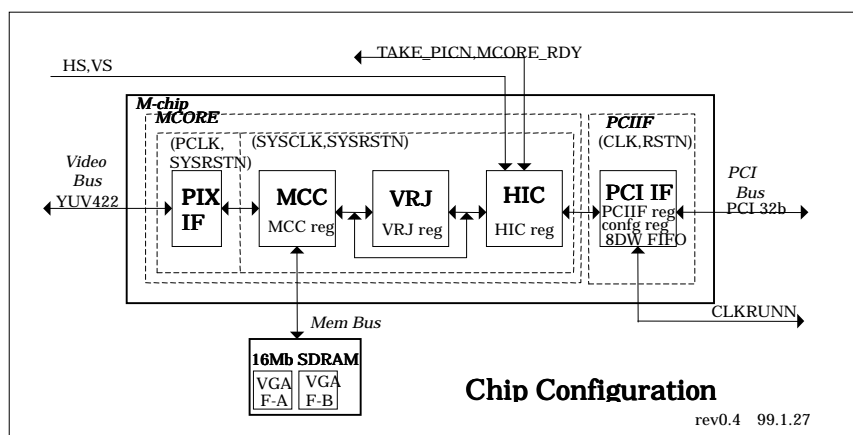 TAKE_PICN,MCORE_RDY
HS,VS
M-chip
MCORE
PCIIF
(PCLK,
SYSRSTN)
(SYSCLK,SYSRSTN)
(CLK,RSTN)
Video
Bus
YUV422
PIX
IF
MCC
MCC reg
VRJ
VRJ reg
HIC
HIC reg
PCI IF
PCIIF reg
confg reg
8DW FIFO
PCI
Bus
PCI 32b
CLKRUNN
Mem Bus
16Mb SDRAM
VGA
F-A
VGA
F-B
Chip Configuration
rev0.4 99.1.27